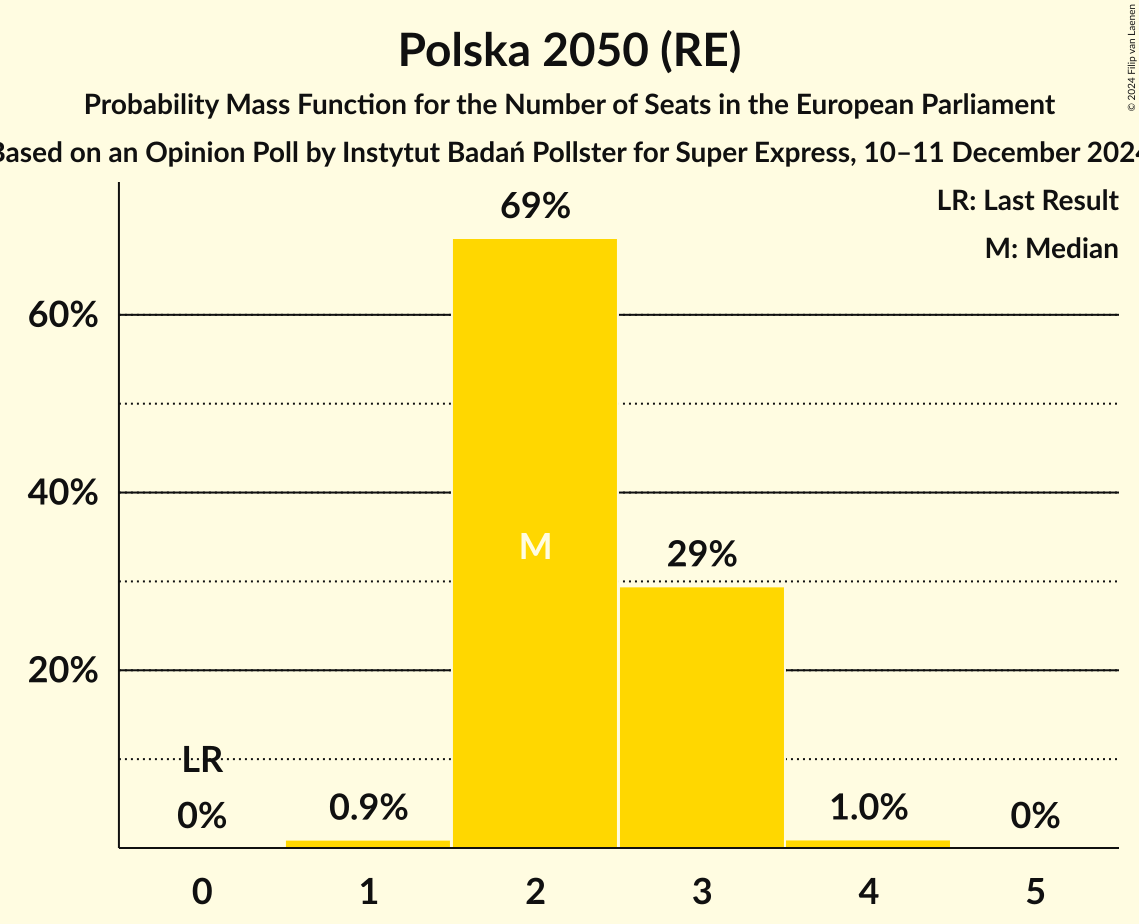 Polska 2050 (RE)
Probability Mass Function for the Number of Seats in the European Parliament
Based on an Opinion Poll by Instytut Badań Pollster for Super Express, 10–11 December 2024
© 2024 Filip van Laenen
LR: Last Result
M: Median
69%
60%
40%
M
29%
20%
LR
0%
0.9%
1.0%
0%
0
1
2
3
4
5